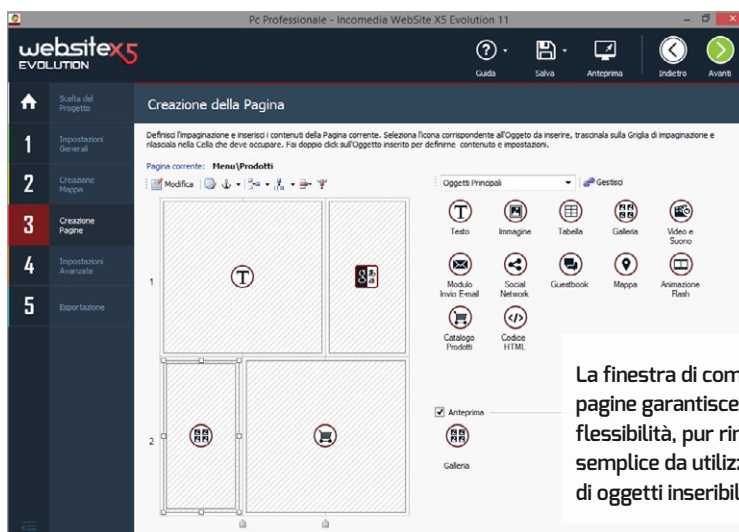 Pc Professionale - Incomedia WebSite X5 Evolution 11
websitex5
EVOLUTION
Guida
Salva
Anteprima
Indietro
Avanti
Scelta del
Progetto
1
Impostazioni
Generali
2
Creazione
Mappa
3
Creazione
Pagine
4
Impostazioni
Avanzate
5
Esportazione
Creazione della Pagina
Definisci l'impaginazione e inserisci i contenuti della Pagina corrente. Seleziona l'icona corrispondente all'Oggeto da inserire, trascinala sulla Griglia di impaginazione e
rilasciala nella Cella che deve occupare. Fai doppio click sull'Oggetto inserito per definirne contenuto e impostazioni.
Pagina corrente: Menu\Prodotti
Modifica
1
T
2
Oggetti Principali
Gestisci
T
Testo
Immagine
Tabella
Galleria
Video e
Suono
Modulo
Invio E-mail
Social
Network
Guestbook
Mappa
Animazione
Flash
Catalogo
Prodotti
Codice
HTML
Anteprima
Galleria
La finestra di com
pagine garantisce
flessibilità, pur rin
semplice da utilizz
di oggetti inseribil